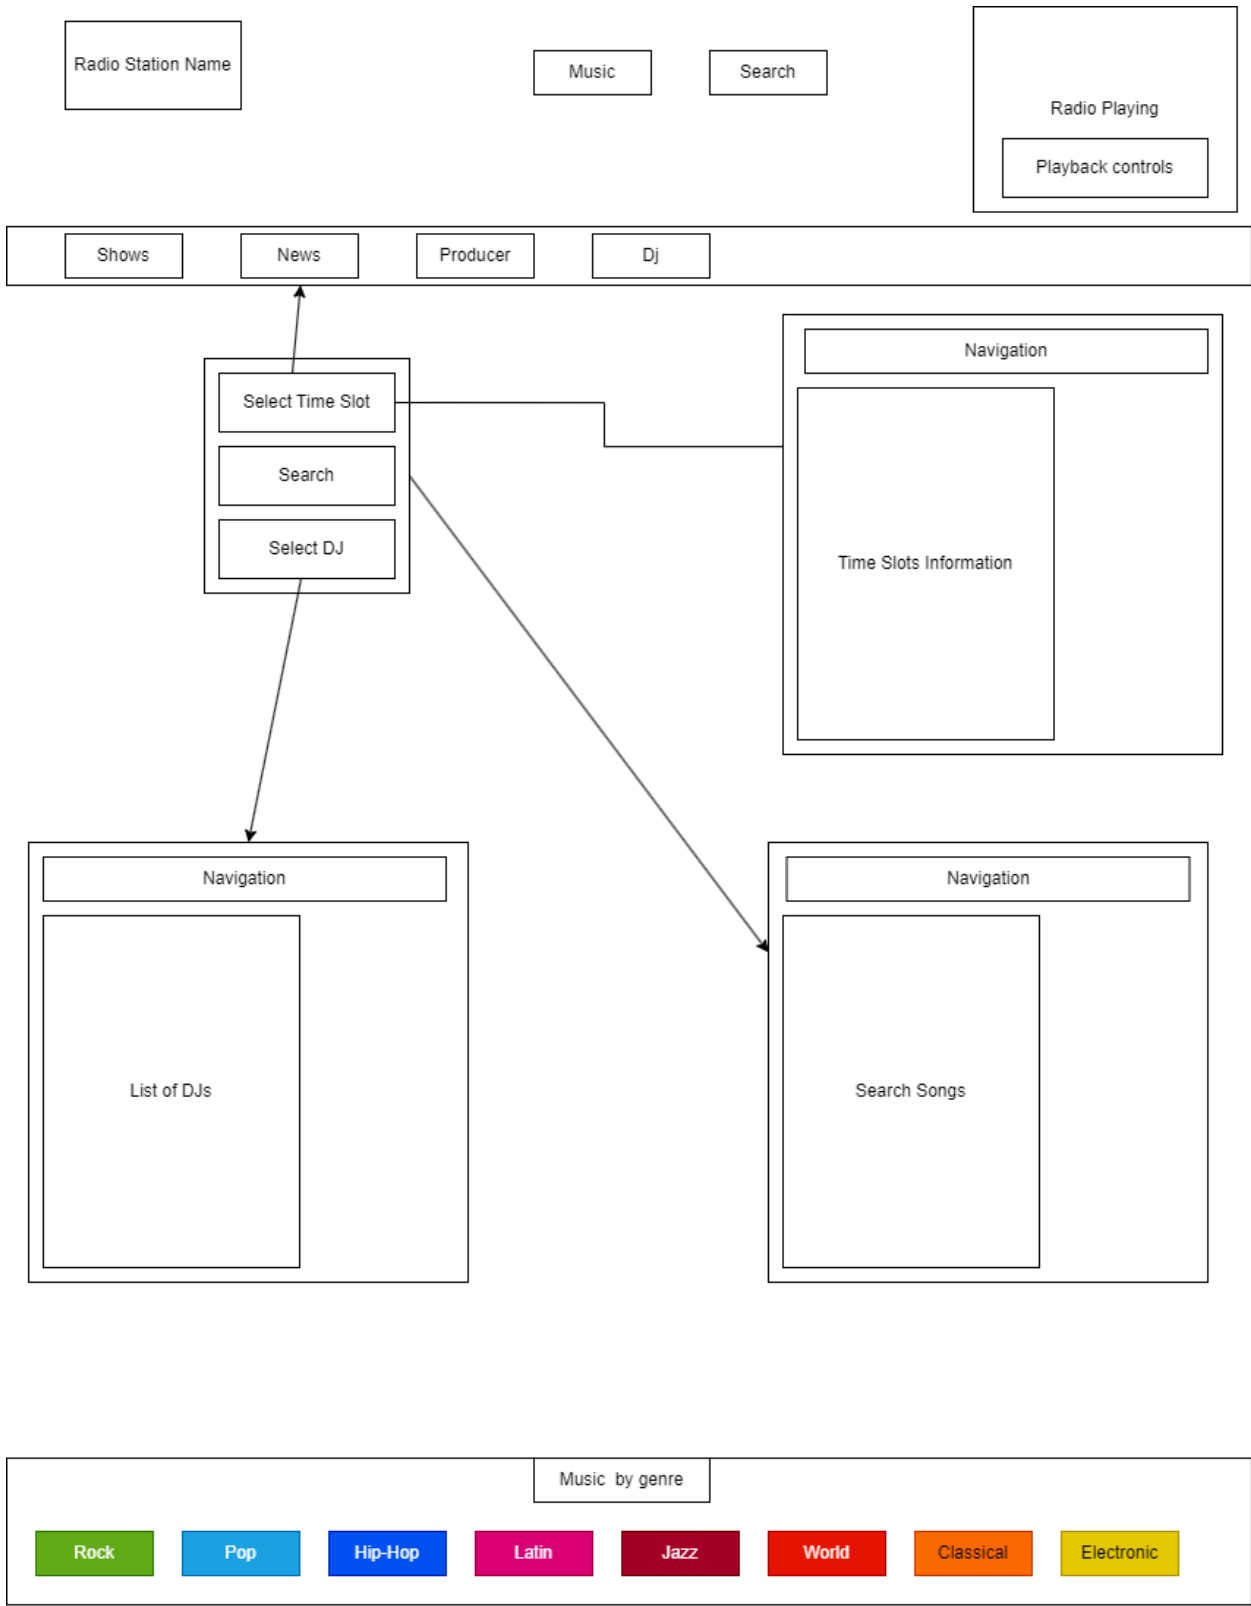 Radio Station Name
Music
Search
Radio Playing
Playback controls
Shows
News
Producer
Dj
Select Time Slot
Search
Select DJ
Navigation
Time Slots Information
Navigation
List of DJs
Navigation
Search Songs
Music by genre
Rock
Pop
Hip-Hop
Latin
Jazz
World
Classical
Electronic